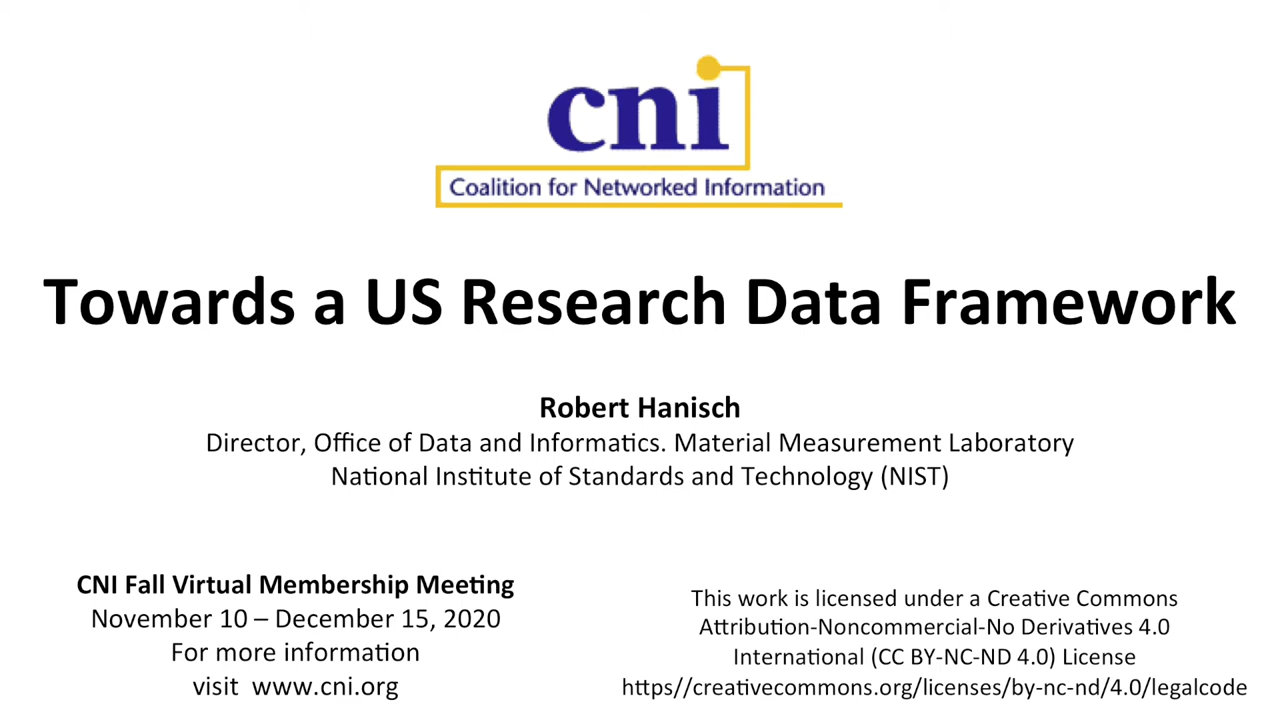 cni
Coalition for Networked Information
Towards a US Research Data Framework
Robert Hanisch
Director, Office of Data and Informatics. Material Measurement Laboratory
National Institute of Standards and Technology (NIST)
CNI Fall Virtual Membership Meeting
November 10 – December 15, 2020
For more information
visit www.cni.org
This work is licensed under a Creative Commons
Attribution-Noncommercial-No Derivatives 4.0
International (CC BY-NC-ND 4.0) License
https//creativecommons.org/licenses/by-nc-nd/4.0/legalcode